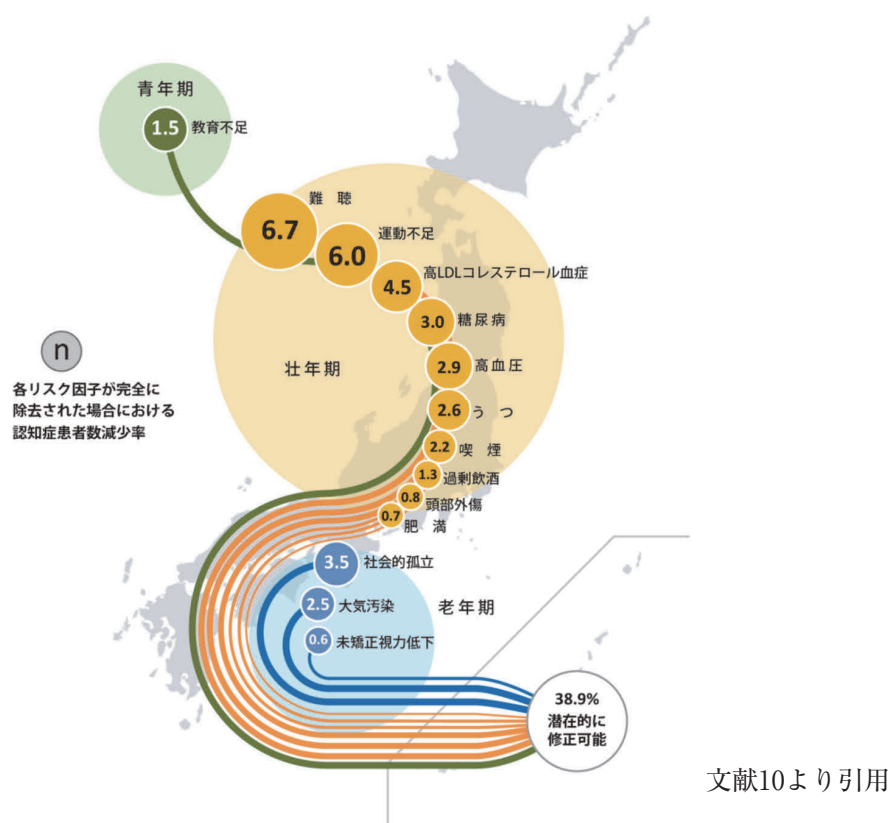 青年期
1.5 教育不足
難聴
6.7
運動不足
6.0
高LDLコレステロール血症
4.5
3.0 糖尿病
2.9 高血圧
壮年期
2.6 うつ
2.2 喫煙
1.3 過剰飲酒
0.8 頭部外傷
0.7 肥満
n
各リスク因子が完全に
除去された場合における
認知症患者数減少率
3.5 社会的孤立
2.5 大気汚染
老年期
0.6 未矯正視力低下
38.9%
潜在的に
修正可能
文献10より引用